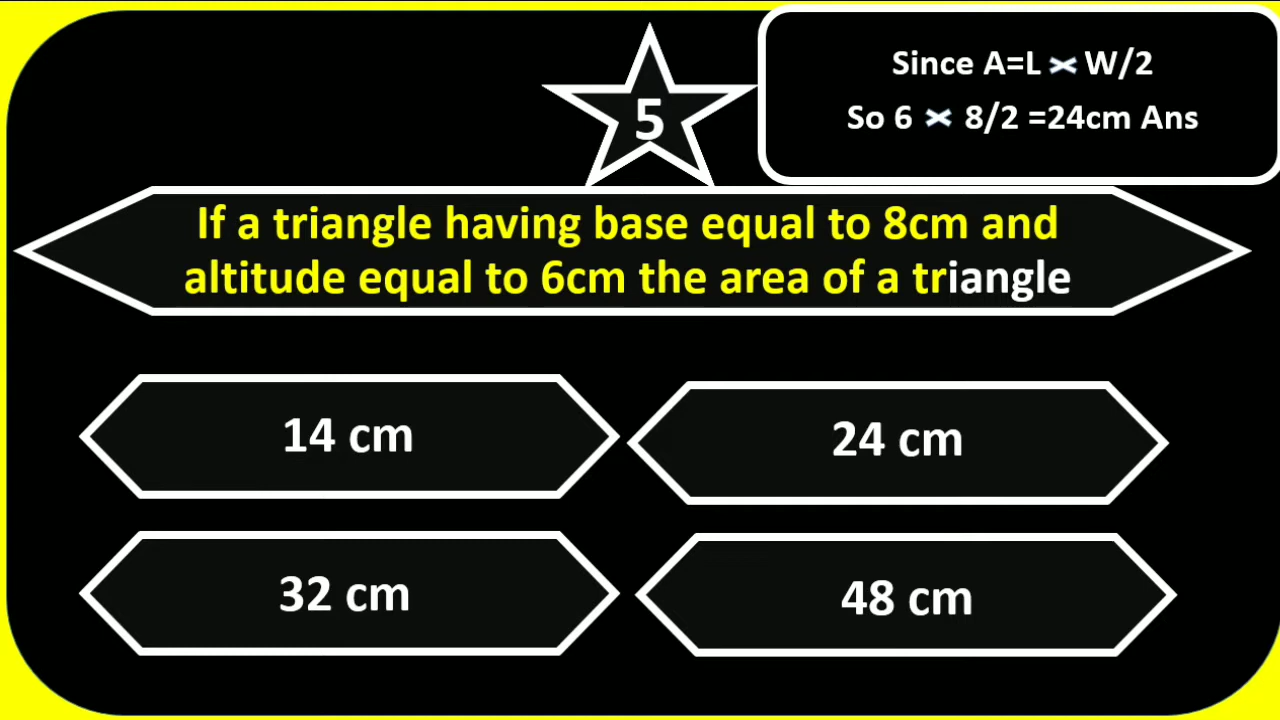 5
Since A=L × W/2
So 6 × 8/2 =24cm Ans
If a triangle having base equal to 8cm and
altitude equal to 6cm the area of a triangle
14 cm
24 cm
32 cm
48 cm